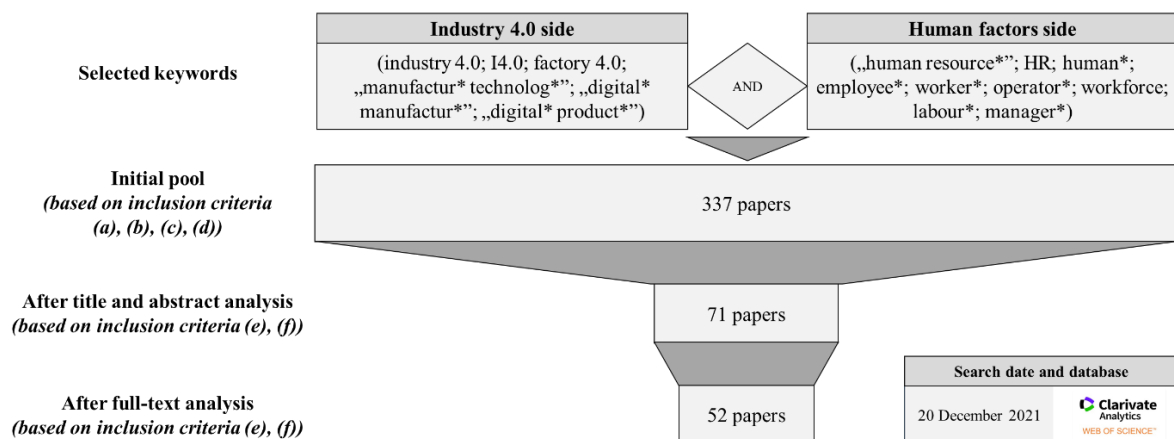 Selected keywords
Industry 4.0 side
(industry 4.0; I4.0; factory 4.0;
„manufactur* technolog*”; „digital*
manufactur*”; „digital* product*”)
AND
Human factors side
(„human resource*”; HR; human*;
employee*; worker*; operator*; workforce;
labour*; manager*)
Initial pool
(based on inclusion criteria
(a), (b), (c), (d))
337 papers
After title and abstract analysis
(based on inclusion criteria (e), (f))
71 papers
After full-text analysis
(based on inclusion criteria (e), (f))
52 papers
Search date and database
20 December 2021
Clarivate
Analytics
WEB OF SCIENCE™